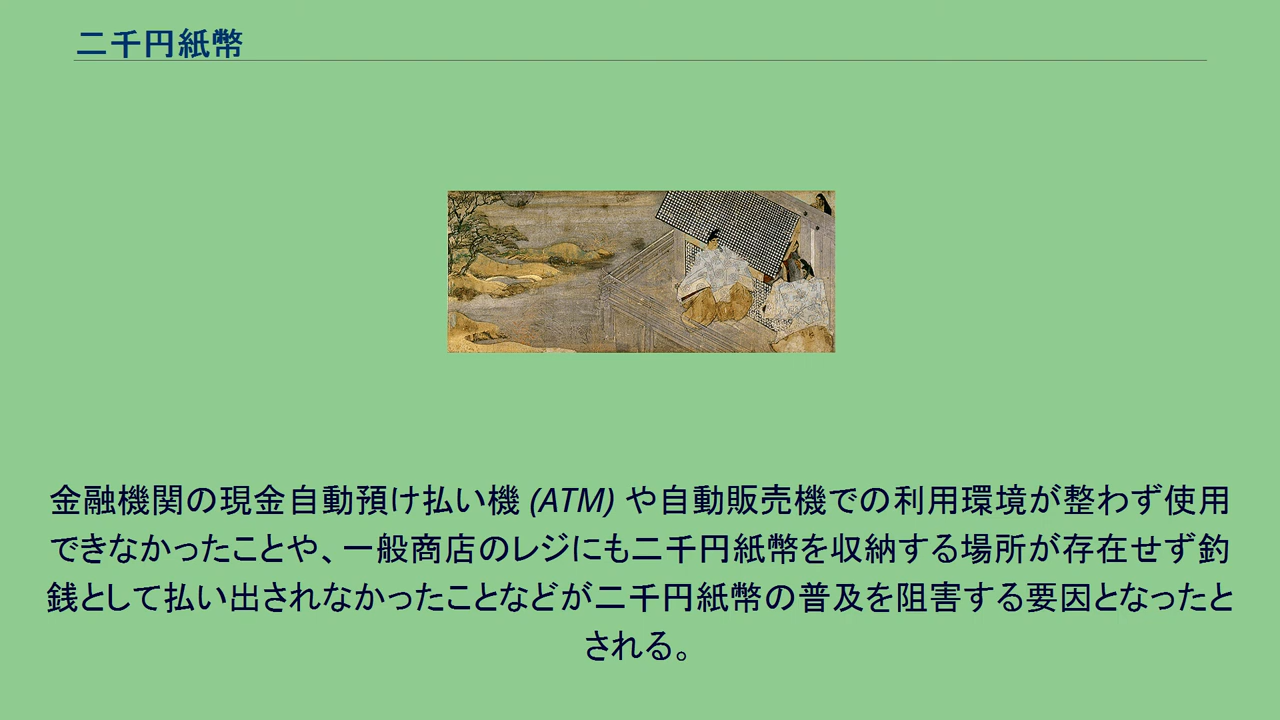 二千円紙幣
金融機関の現金自動預け払い機 (ATM) や自動販売機での利用環境が整わず使用
できなかったことや、一般商店のレジにも二千円紙幣を収納する場所が存在せず釣
銭として払い出されなかったことなどが二千円紙幣の普及を阻害する要因となったと
される。